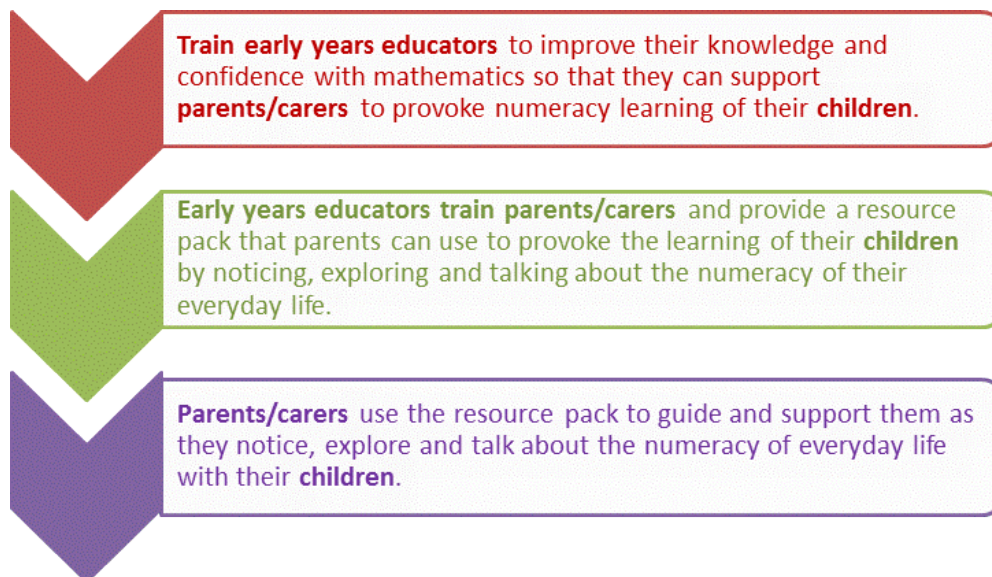 Train early years educators to improve their knowledge and
confidence with mathematics so that they can support
parents/carers to provoke numeracy learning of their children.
Early years educators train parents/carers and provide a resource
pack that parents can use to provoke the learning of their children
by noticing, exploring and talking about the numeracy of their
everyday life.
Parents/carers use the resource pack to guide and support them as
they notice, explore and talk about the numeracy of everyday life
with their children.